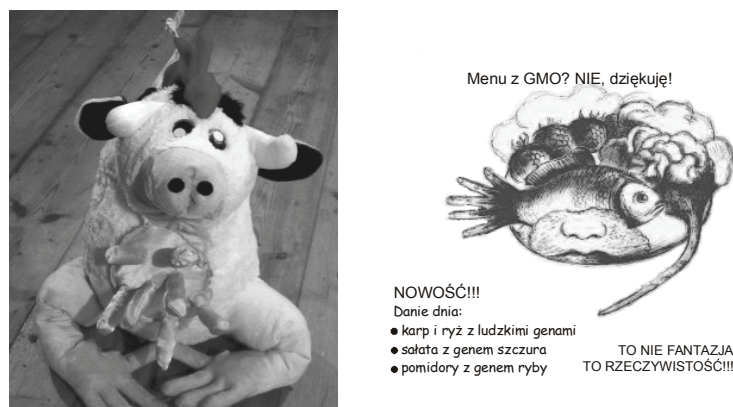 Menu z GMO? NIE, dziękuję!
NOWOŚĆ!!!
Danie dnia:
• karp i ryż z ludzkimi genami
• sałata z genem szczura
• pomidory z genem ryby
TO NIE FANTAZJA
TO RZECZYWISTOŚĆ!!!